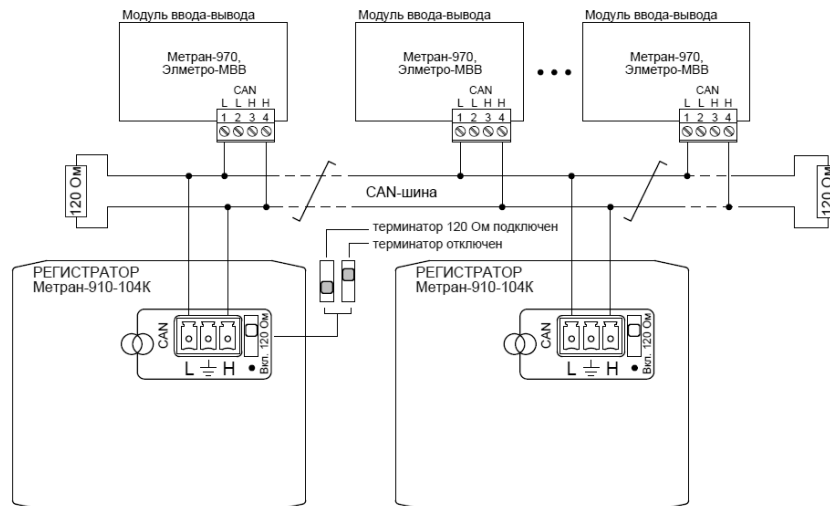 Модуль ввода-вывода
Метран-970,
Элметро-МВВ
CAN
L L H H
1 2 3 4
Модуль ввода-вывода
Метран-970,
Элметро-МВВ
CAN
L L H H
1 2 3 4
Модуль ввода-вывода
Метран-970,
Элметро-МВВ
CAN
L L H H
1 2 3 4
120 Ом
CAN-шина
120 Ом
терминатор 120 Ом подключен
терминатор отключен
РЕГИСТРАТОР
Метран-910-104К
CAN
L H
Вкл. 120 Ом
РЕГИСТРАТОР
Метран-910-104К
CAN
L H
Вкл. 120 Ом